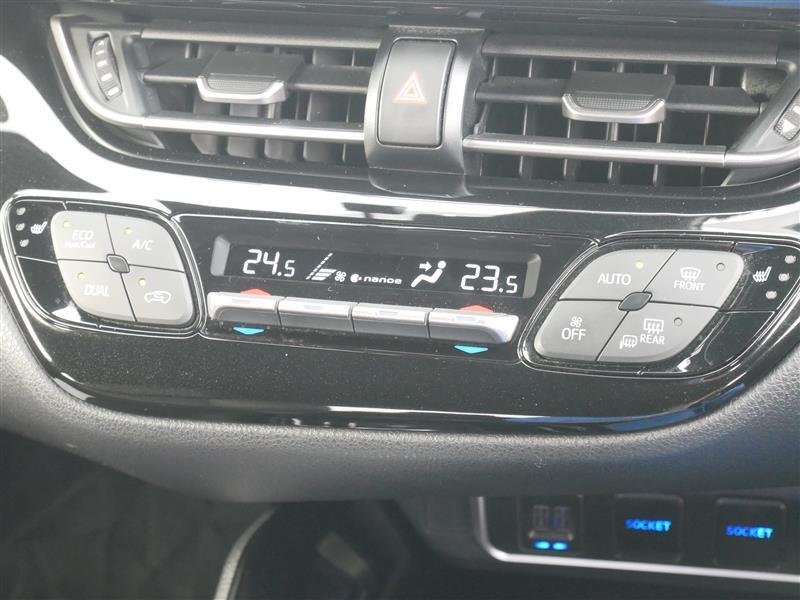 ECO
Heat/Cool
A/C
DUAL
24.5
nanoe
23.5
AUTO
FRONT
OFF
REAR
SOCKET
SOCKET